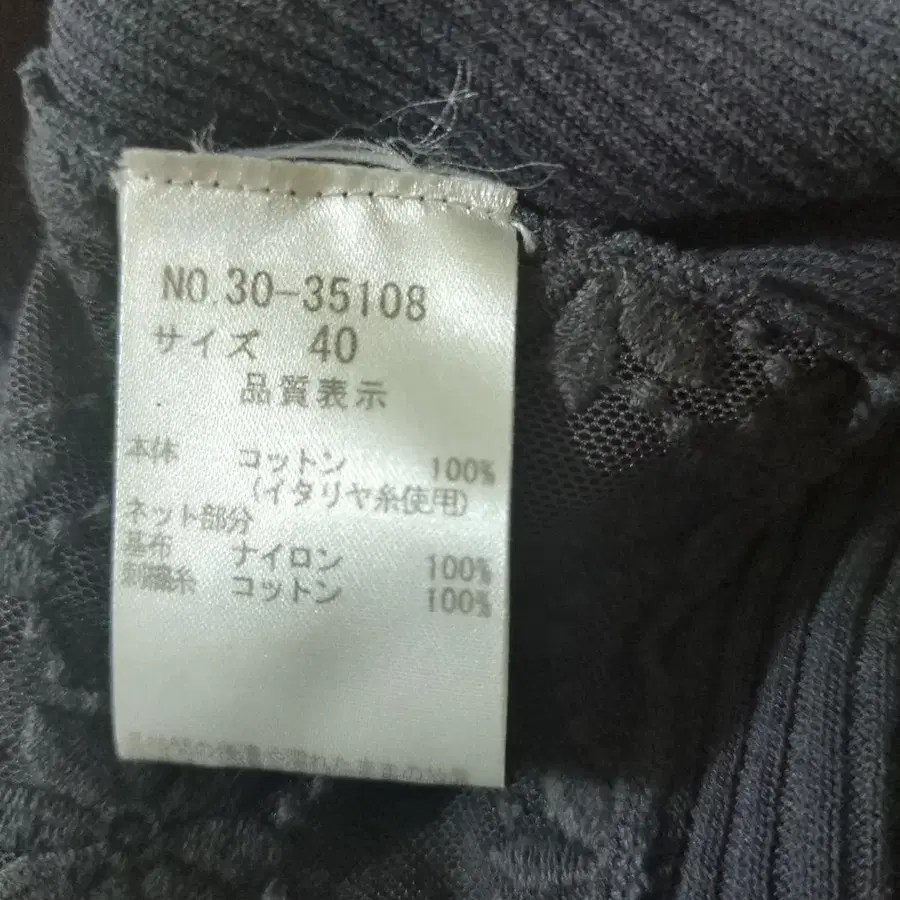 NO.30-35108
サイズ 40
品質表示
本体 コットン 100%
(イタリヤ糸使用)
ネット部分
基布 ナイロン 100%
刺繍糸 コットン 100%